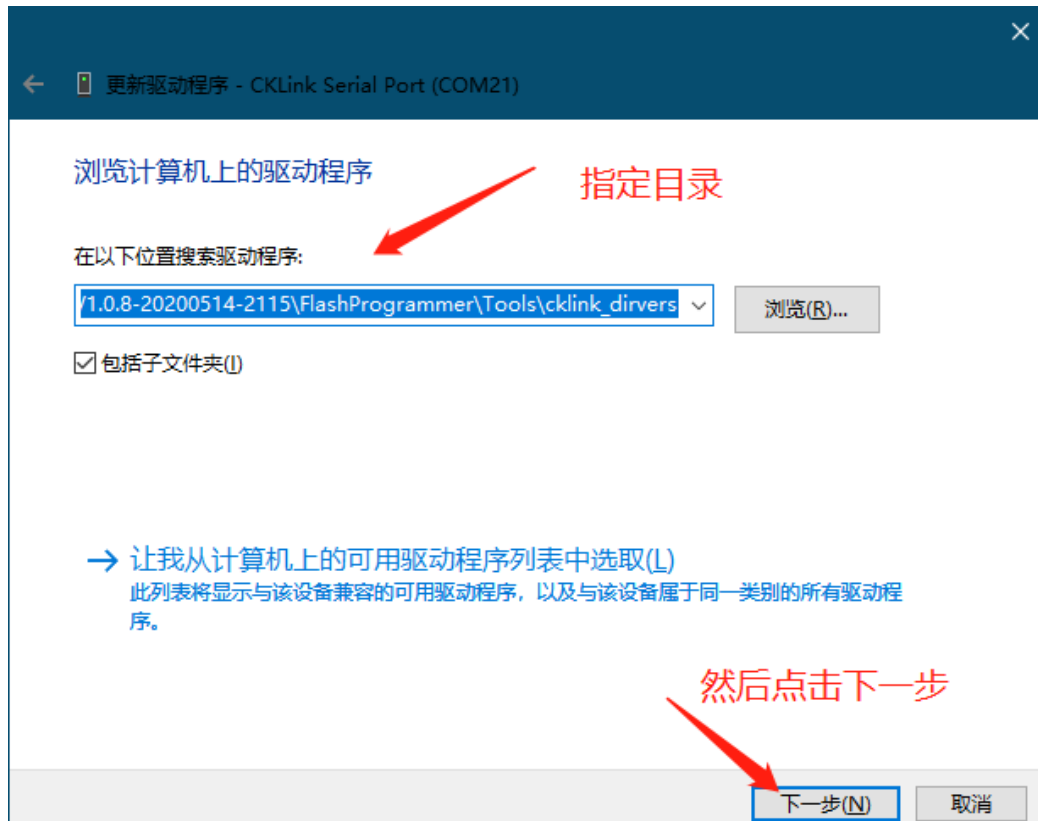 更新驱动程序 - CKLink Serial Port (COM21)
浏览计算机上的驱动程序
指定目录
在以下位置搜索驱动程序:
/1.0.8-20200514-2115\FlashProgrammer\Tools\cklink_dirvers
浏览(R)...
包括子文件夹(I)
让我从计算机上的可用驱动程序列表中选取(L)
此列表将显示与该设备兼容的可用驱动程序，以及与该设备属于同一类别的所有驱动程
序。
然后点击下一步
下一步(N)
取消